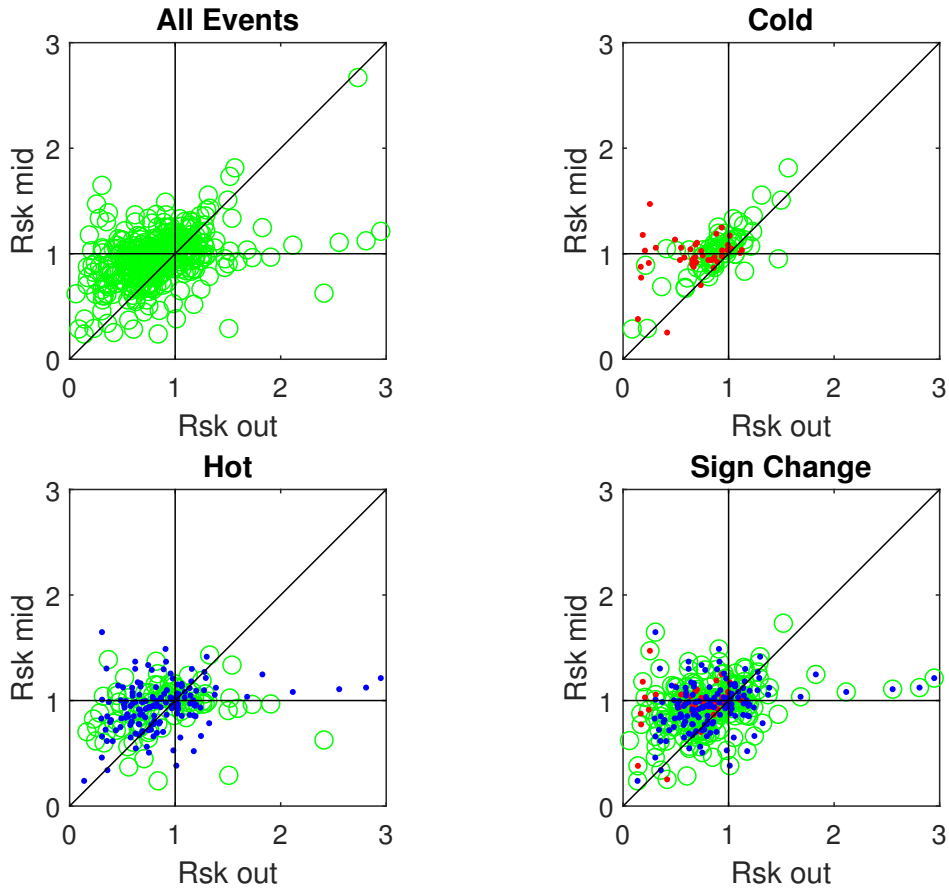 All Events
3
2
1
0
Rsk mid
0 1 2 3
Rsk out
Cold
3
2
1
0
Rsk mid
0 1 2 3
Rsk out
Hot
3
2
1
0
Rsk mid
0 1 2 3
Rsk out
Sign Change
3
2
1
0
Rsk mid
0 1 2 3
Rsk out